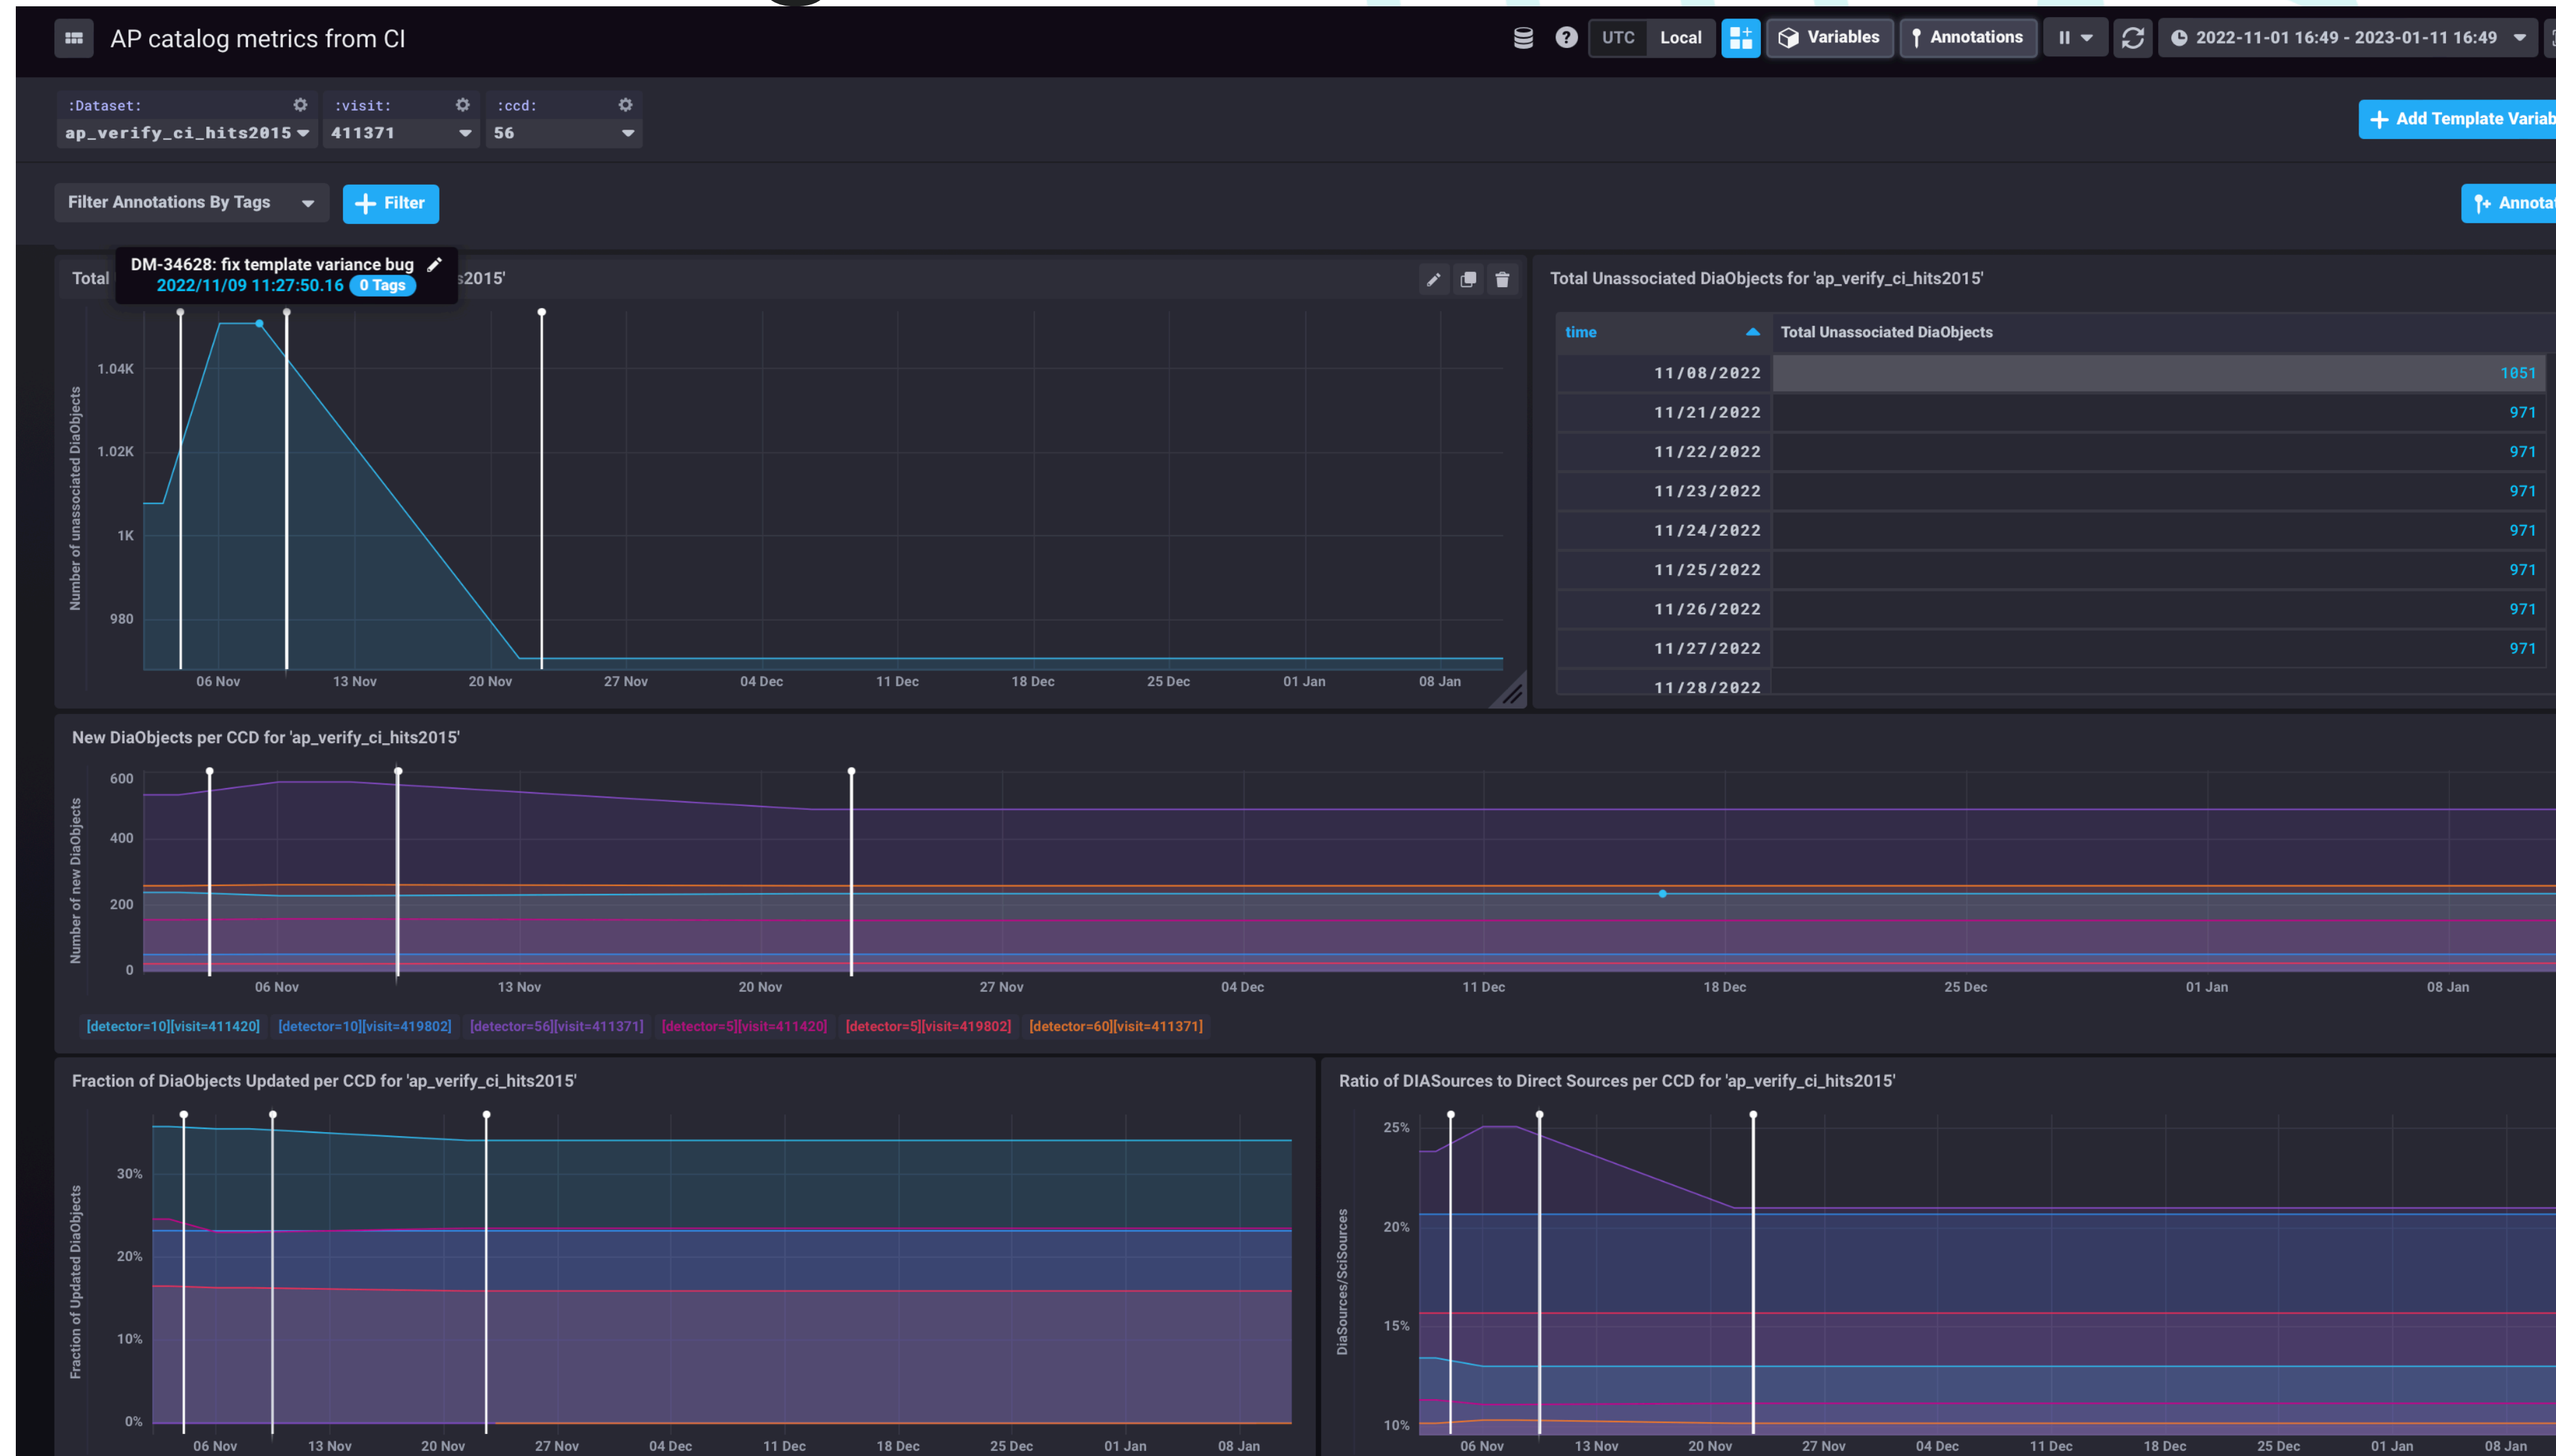 AP catalog metrics from CI
UTC Local Variables Annotations 2022-11-01 16:49 - 2023-01-11 16:49
:Dataset: :visit: :ccd:
ap_verify_ci_hits2015 411371 56
+ Add Template Variab
Filter Annotations By Tags + Filter Annotat
DM-34628: fix template variance bug
2022/11/09 11:27:50.16 0 Tags
Total s2015'
Number of unassociated DiaObjects
1.04K
1.02K
1K
980
06 Nov 13 Nov 20 Nov 27 Nov 04 Dec 11 Dec 18 Dec 25 Dec 01 Jan 08 Jan
Total Unassociated DiaObjects for 'ap_verify_ci_hits2015'
time Total Unassociated DiaObjects
11/08/2022 1051
11/21/2022 971
11/22/2022 971
11/23/2022 971
11/24/2022 971
11/25/2022 971
11/26/2022 971
11/27/2022 971
11/28/2022
New DiaObjects per CCD for 'ap_verify_ci_hits2015'
Number of new DiaObjects
600
400
200
0
06 Nov 13 Nov 20 Nov 27 Nov 04 Dec 11 Dec 18 Dec 25 Dec 01 Jan 08 Jan
[detector=10][visit=411420] [detector=10][visit=419802] [detector=56][visit=411371] [detector=5][visit=411420] [detector=5][visit=419802] [detector=60][visit=411371]
Fraction of DiaObjects Updated per CCD for 'ap_verify_ci_hits2015'
Fraction of Updated DiaObjects
30%
20%
10%
0%
06 Nov 13 Nov 20 Nov 27 Nov 04 Dec 11 Dec 18 Dec 25 Dec 01 Jan 08 Jan
Ratio of DIASources to Direct Sources per CCD for 'ap_verify_ci_hits2015'
DiaSources/SciSources
25%
20%
15%
10%
06 Nov 13 Nov 20 Nov 27 Nov 04 Dec 11 Dec 18 Dec 25 Dec 01 Jan 08 Jan